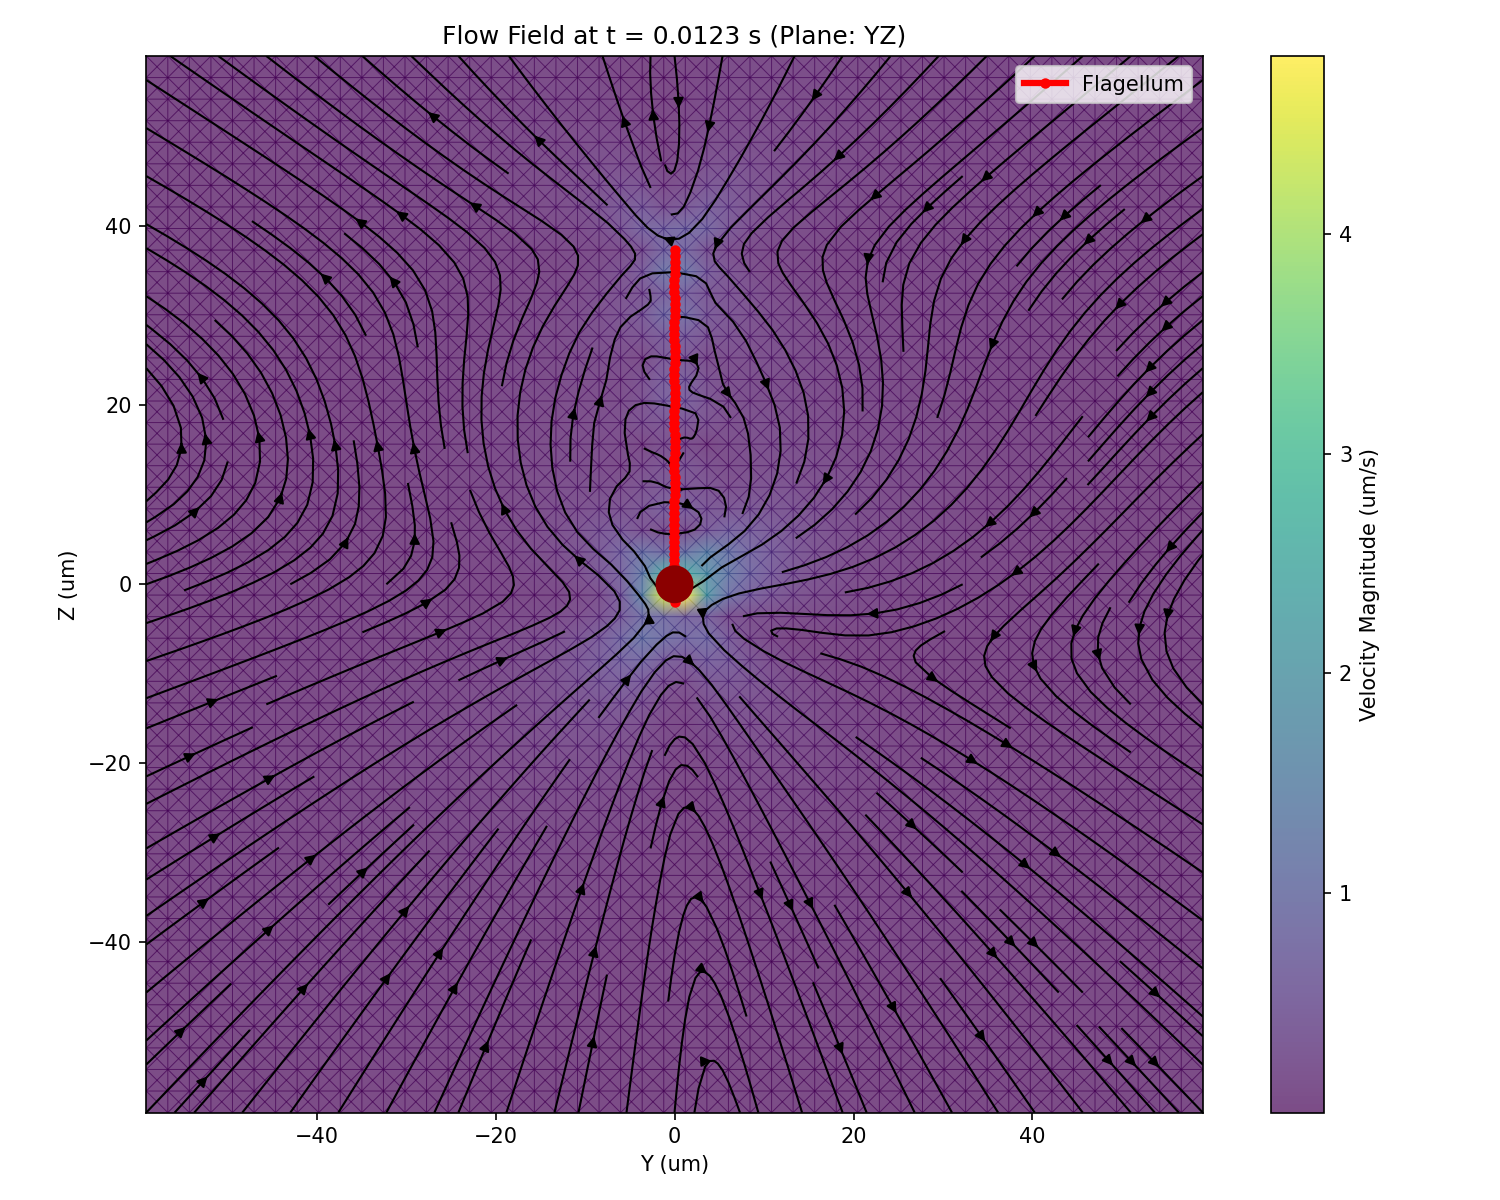 Flow Field at t = 0.0123 s (Plane: YZ)
Flagellum
Z (um)
40
20
0
−20
−40
−40
−20
0
20
40
Y (um)
4
3
2
1
Velocity Magnitude (um/s)